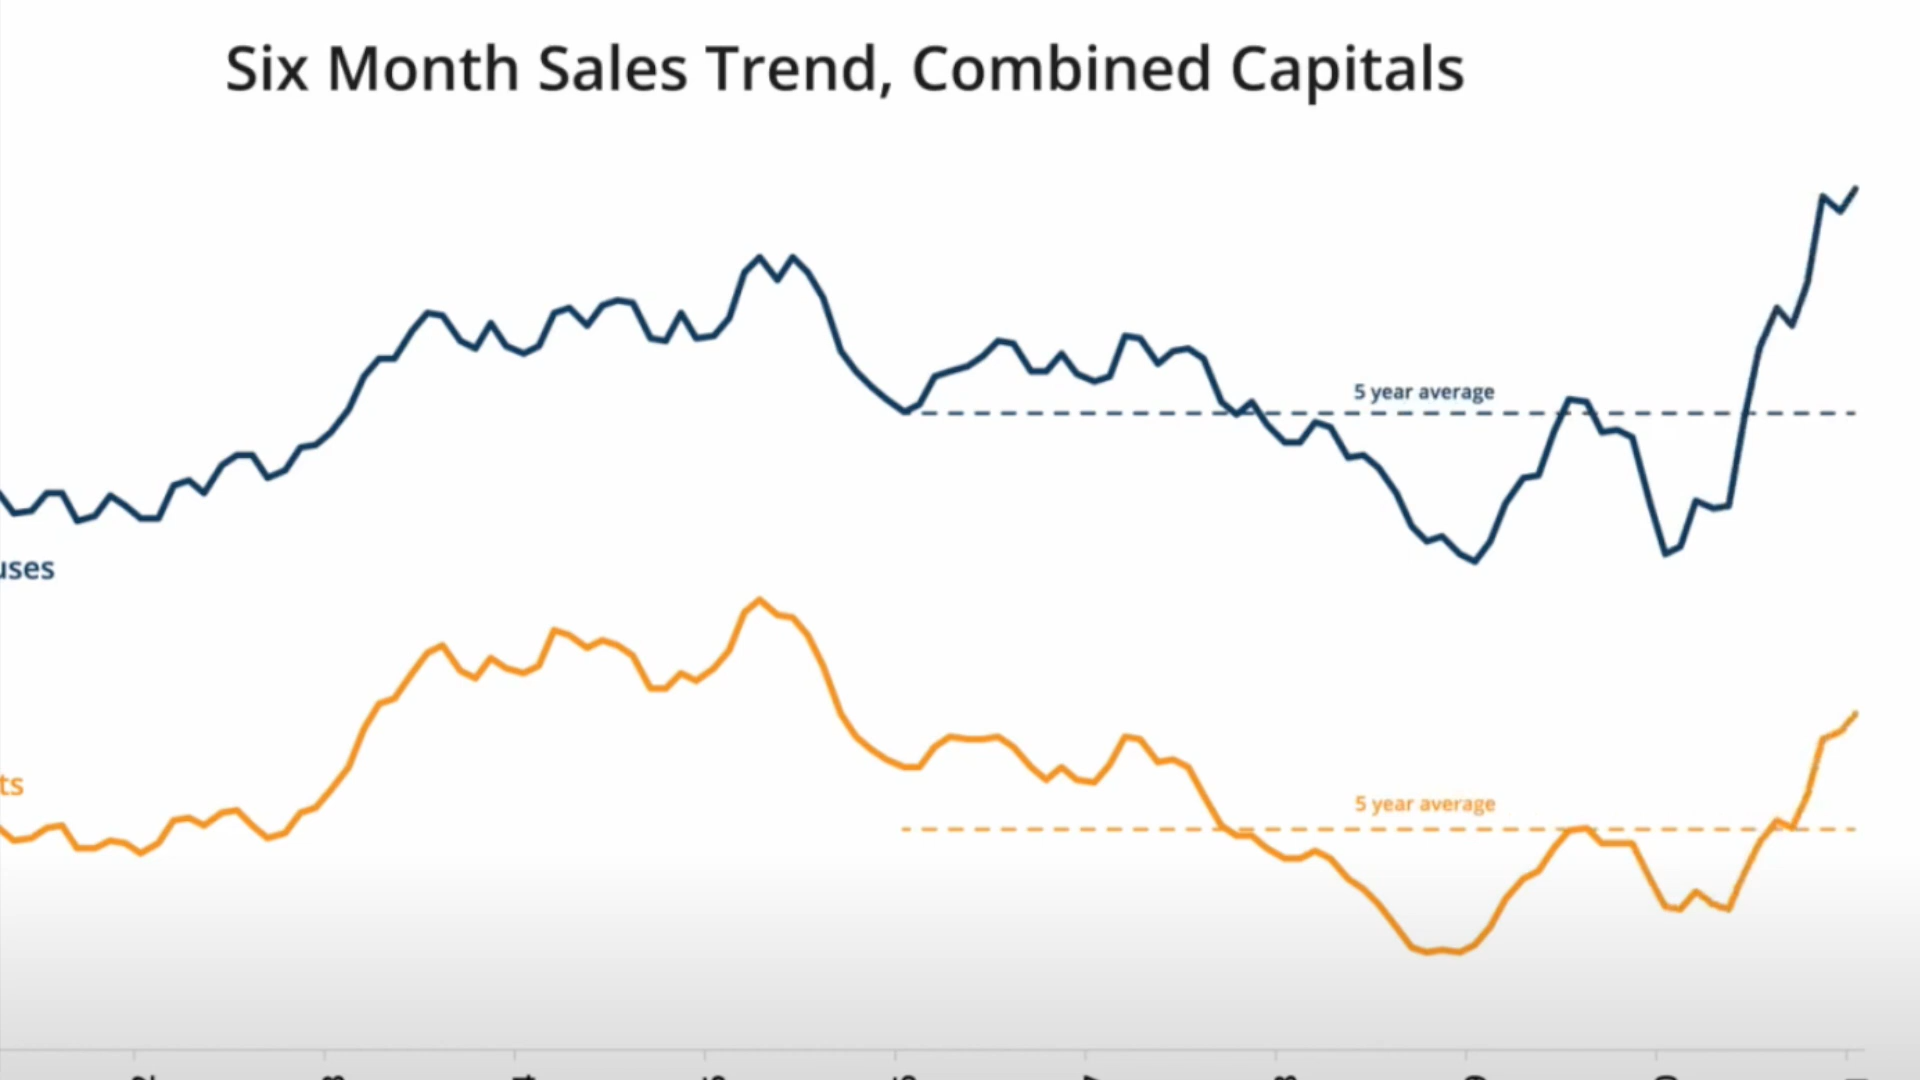 Six Month Sales Trend, Combined Capitals
5 year average
uses
ts
5 year average